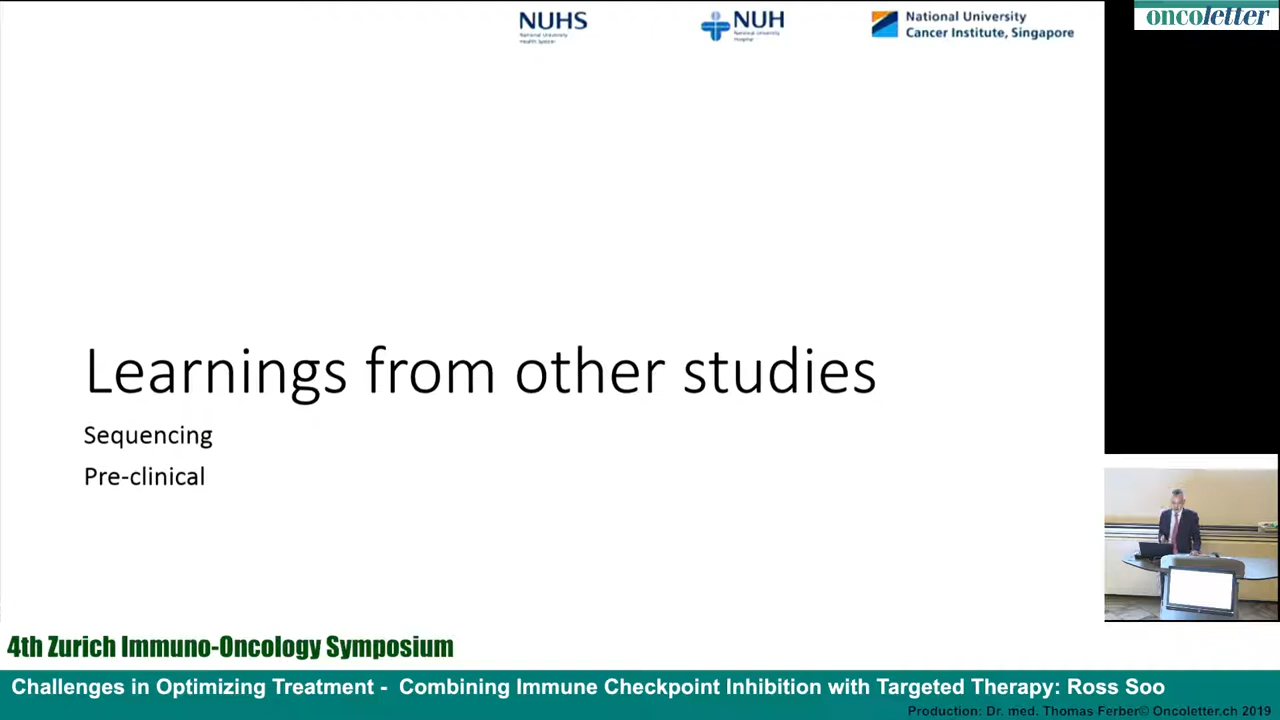 NUHS
National University
Health System
NUH
National University
Hospital
National University
Cancer Institute, Singapore
oncoletter
Learnings from other studies
Sequencing
Pre-clinical
4th Zurich Immuno-Oncology Symposium
Challenges in Optimizing Treatment - Combining Immune Checkpoint Inhibition with Targeted Therapy: Ross Soo
Production: Dr. med. Thomas Ferber© Oncoletter.ch 2019